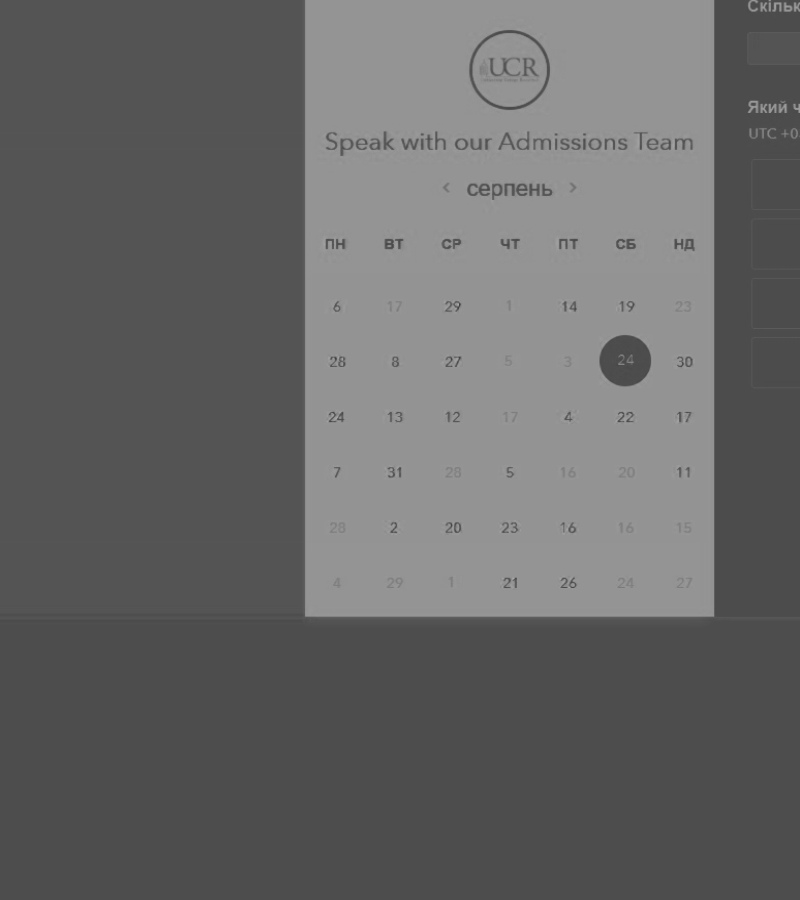 UCR
Speak with our Admissions Team
< серпень >
ПН ВТ СР ЧТ ПТ СБ НД
6 17 29 1 14 19 23
28 8 27 5 3 24 30
24 13 12 17 4 22 17
7 31 28 5 16 20 11
28 2 20 23 16 16 15
4 29 1 21 26 24 27
Скільк
Який ч
UTC +0